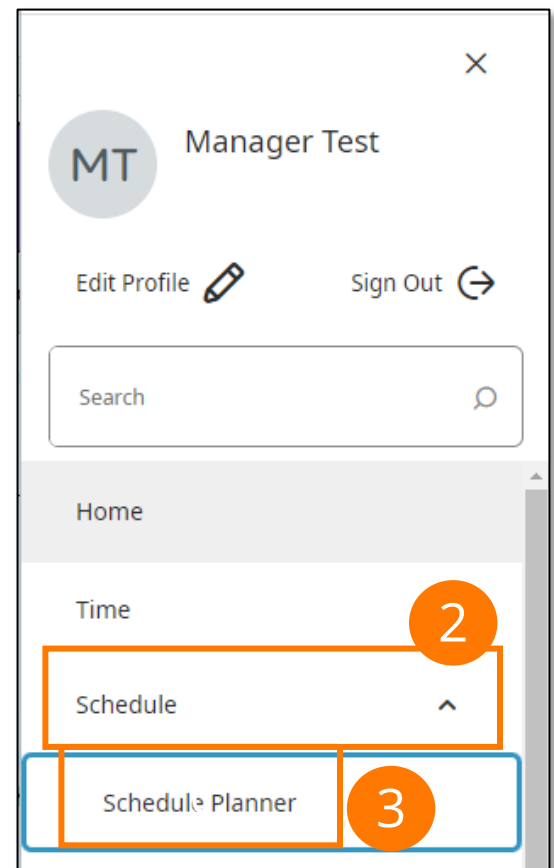 MT
Manager Test
Edit Profile
Sign Out
Search
Home
Time
2
Schedule
Schedule Planner
3